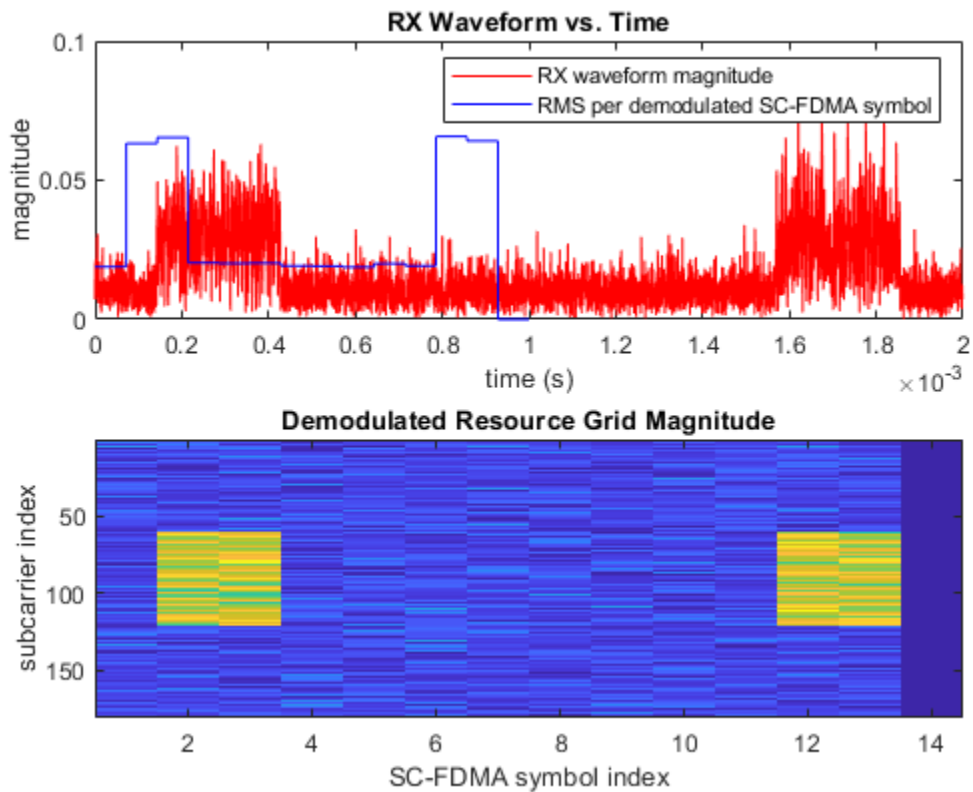 RX Waveform vs. Time
0.1
0.05
0
magnitude
RX waveform magnitude
RMS per demodulated SC-FDMA symbol
0 0.2 0.4 0.6 0.8 1 1.2 1.4 1.6 1.8 2
time (s)
×10-3
Demodulated Resource Grid Magnitude
50
100
150
subcarrier index
2 4 6 8 10 12 14
SC-FDMA symbol index